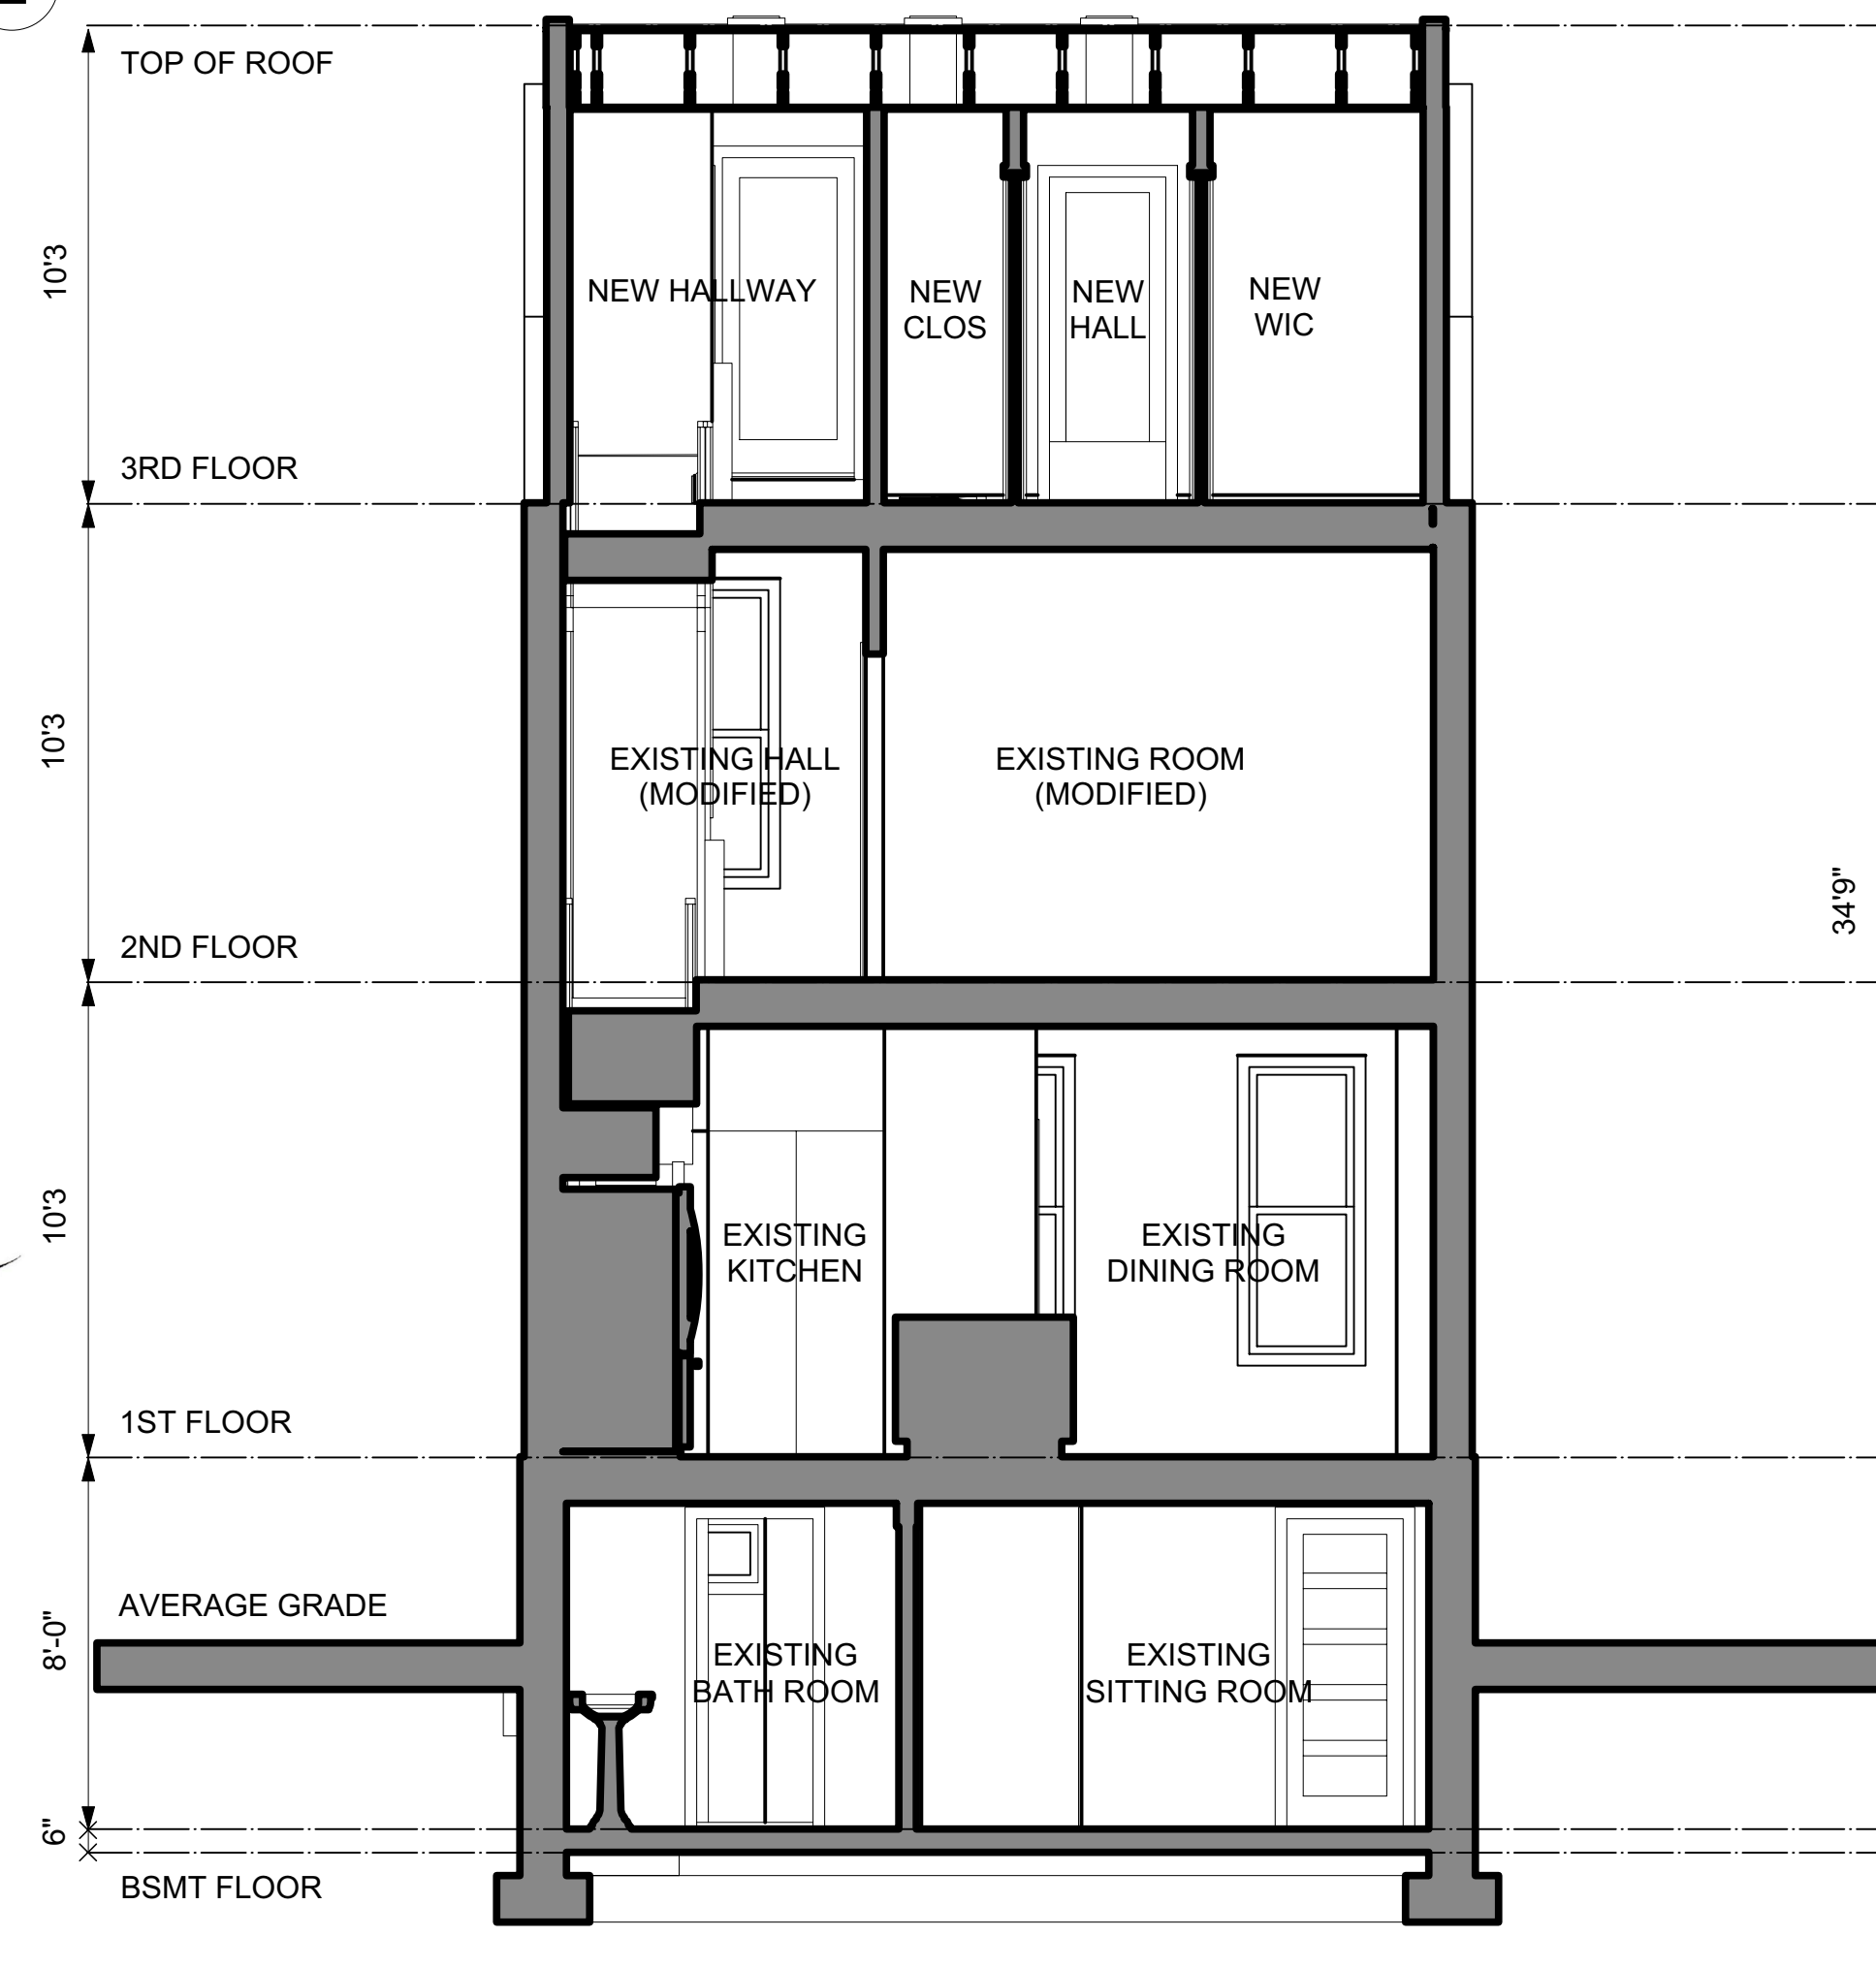 TOP OF ROOF
10'3
NEW HALLWAY
NEW
CLOS
NEW
HALL
NEW
WIC
3RD FLOOR
10'3
EXISTING HALL
(MODIFIED)
EXISTING ROOM
(MODIFIED)
34'9"
2ND FLOOR
10'3
EXISTING
KITCHEN
EXISTING
DINING ROOM
1ST FLOOR
AVERAGE GRADE
8'-0"
EXISTING
BATH ROOM
EXISTING
SITTING ROOM
6"
BSMT FLOOR